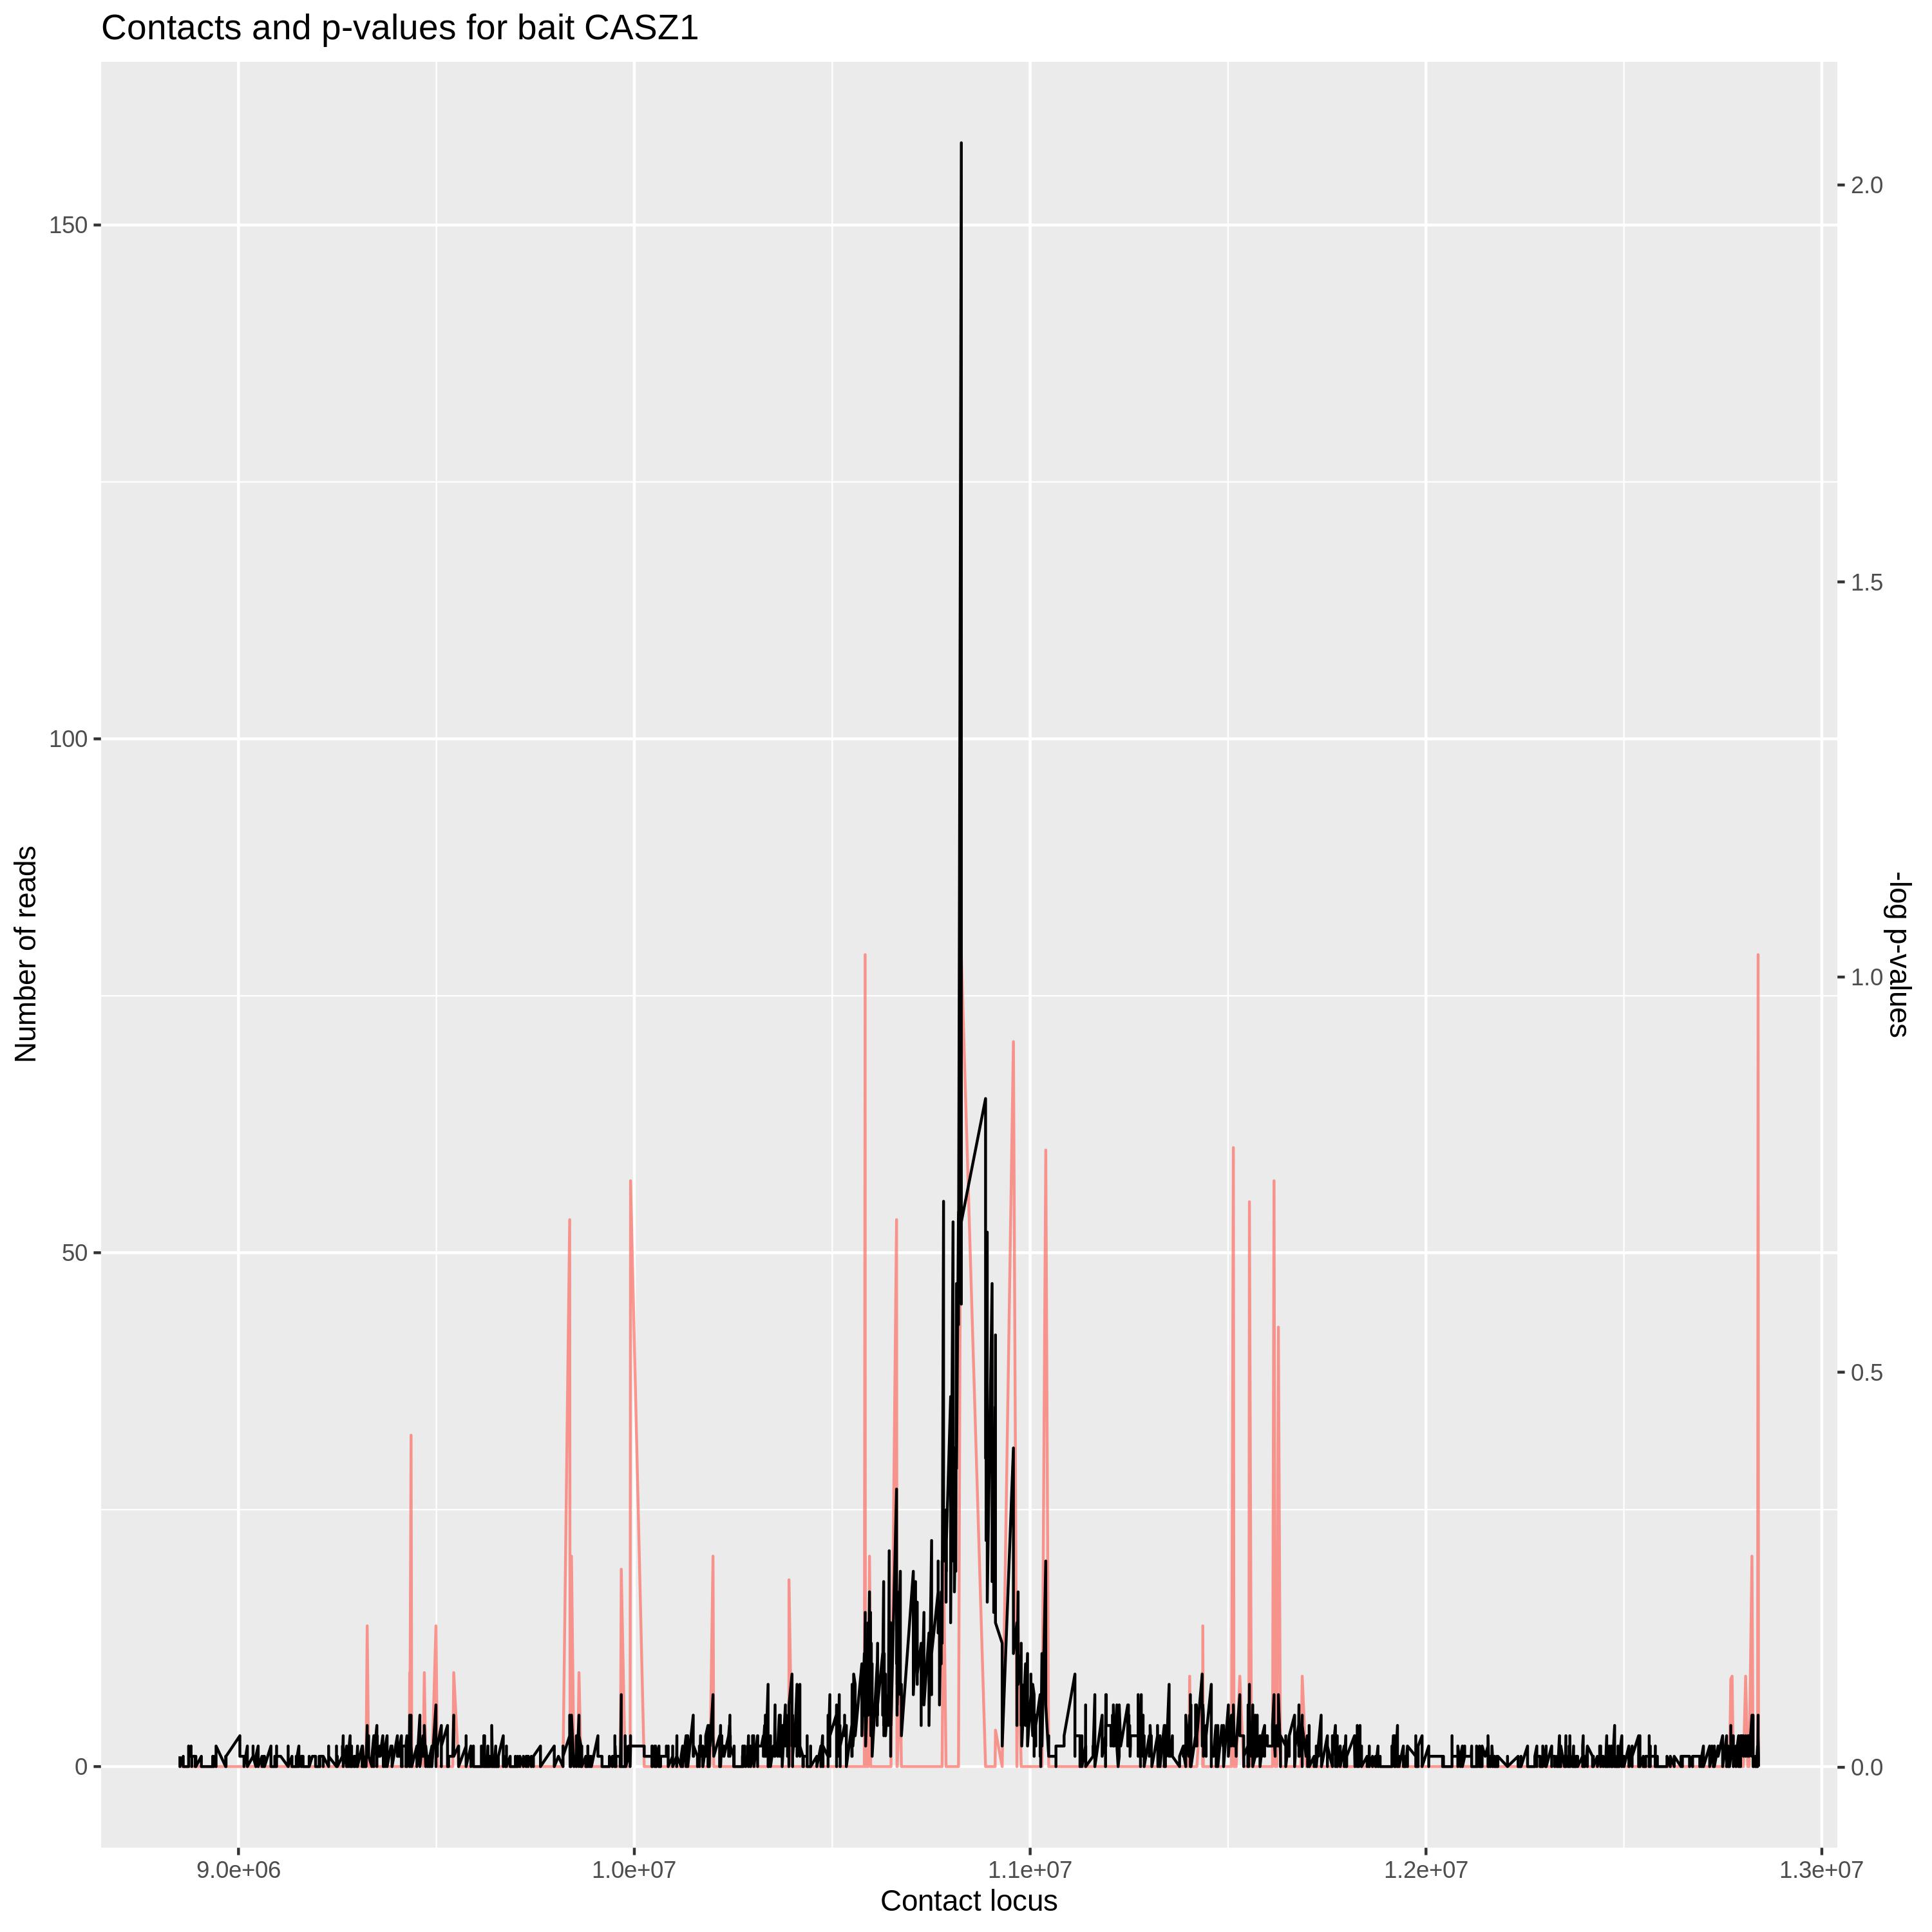 Contacts and p-values for bait CASZ1
150
100
50
0
Number of reads
2.0
1.5
1.0
0.5
0.0
-log p-values
9.0e+06
1.0e+07
1.1e+07
1.2e+07
1.3e+07
Contact locus